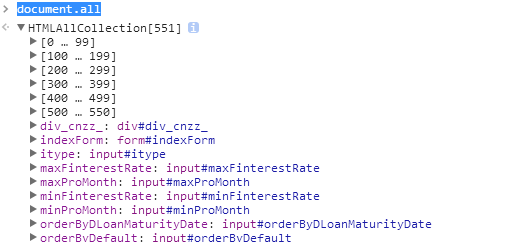 document.all
HTMLAllCollection[551]
[0 … 99]
[100 … 199]
[200 … 299]
[300 … 399]
[400 … 499]
[500 … 550]
div_cnzz_: div#div_cnzz_
indexForm: form#indexForm
itype: input#itype
maxFinterestRate: input#maxFinterestRate
maxProMonth: input#maxProMonth
minFinterestRate: input#minFinterestRate
minProMonth: input#minProMonth
orderByDLoanMaturityDate: input#orderByDLoanMaturityDate
orderByDefault: input#orderByDefault